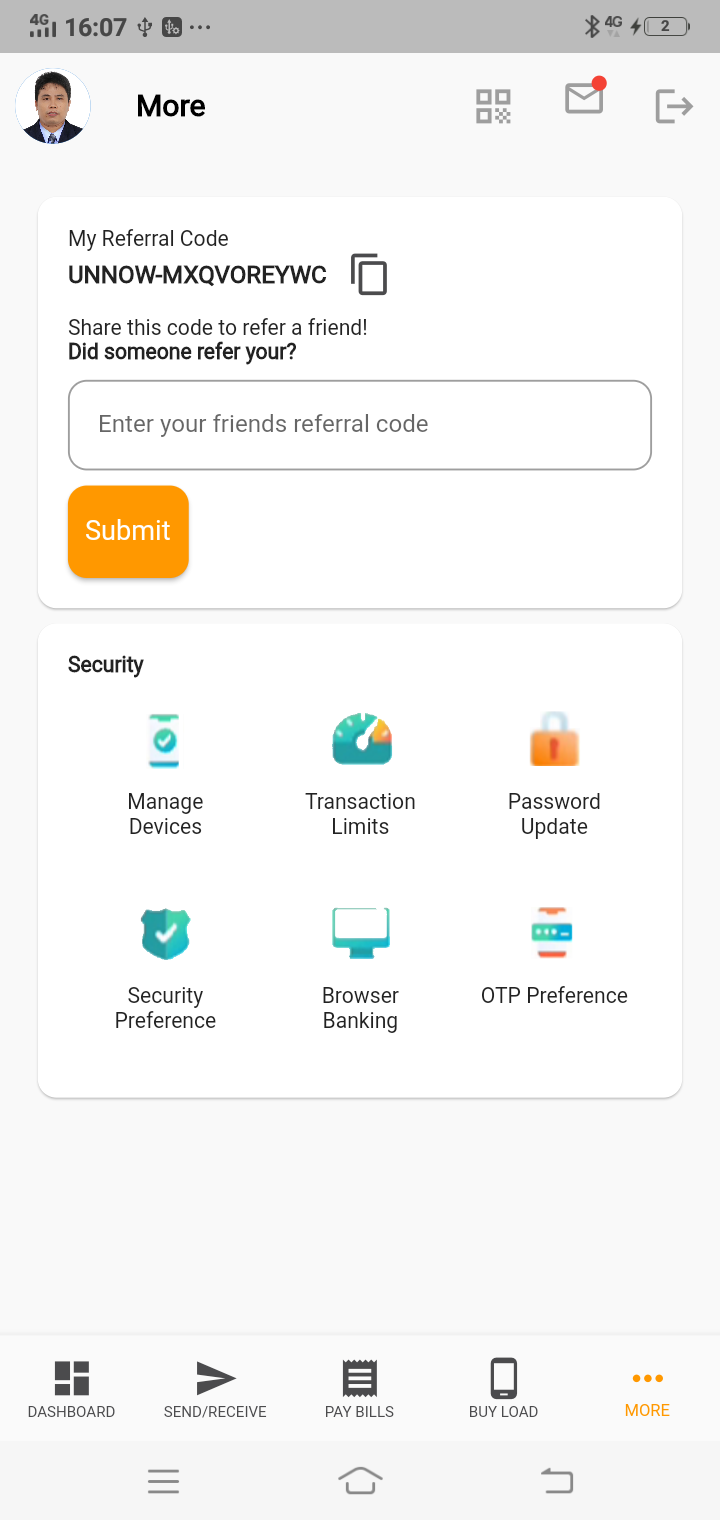 4G 16:07 ... 4G 2
More
My Referral Code
UNNOW-MXQVOREYWC
Share this code to refer a friend!
Did someone refer your?
Enter your friends referral code
Submit
Security
Manage Devices
Transaction Limits
Password Update
Security Preference
Browser Banking
OTP Preference
DASHBOARD
SEND/RECEIVE
PAY BILLS
BUY LOAD
MORE